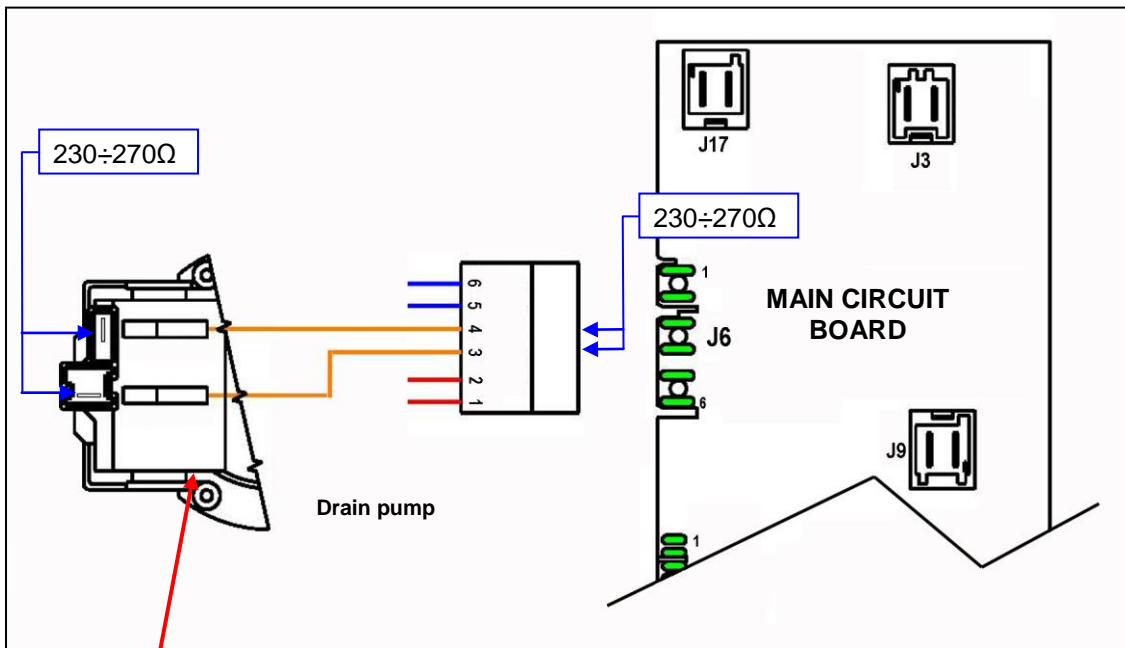 J17
J3
230÷270Ω
230÷270Ω
6
5
4
3
2
1
1
J6
6
MAIN CIRCUIT
BOARD
J9
Drain pump
1